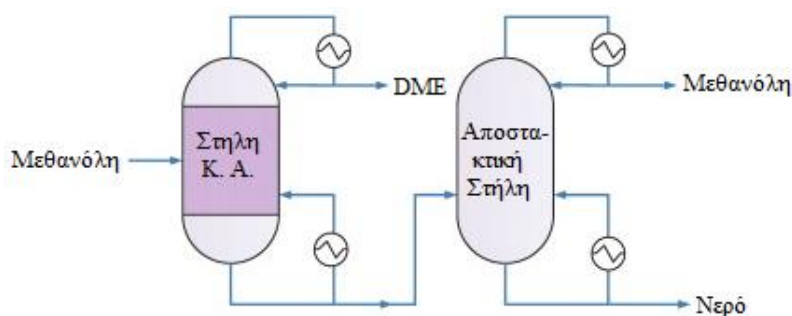 Μεθανόλη
Στηλη
Κ. Α.
DME
Αποστα-
κτική
Στήλη
Μεθανόλη
Νερό